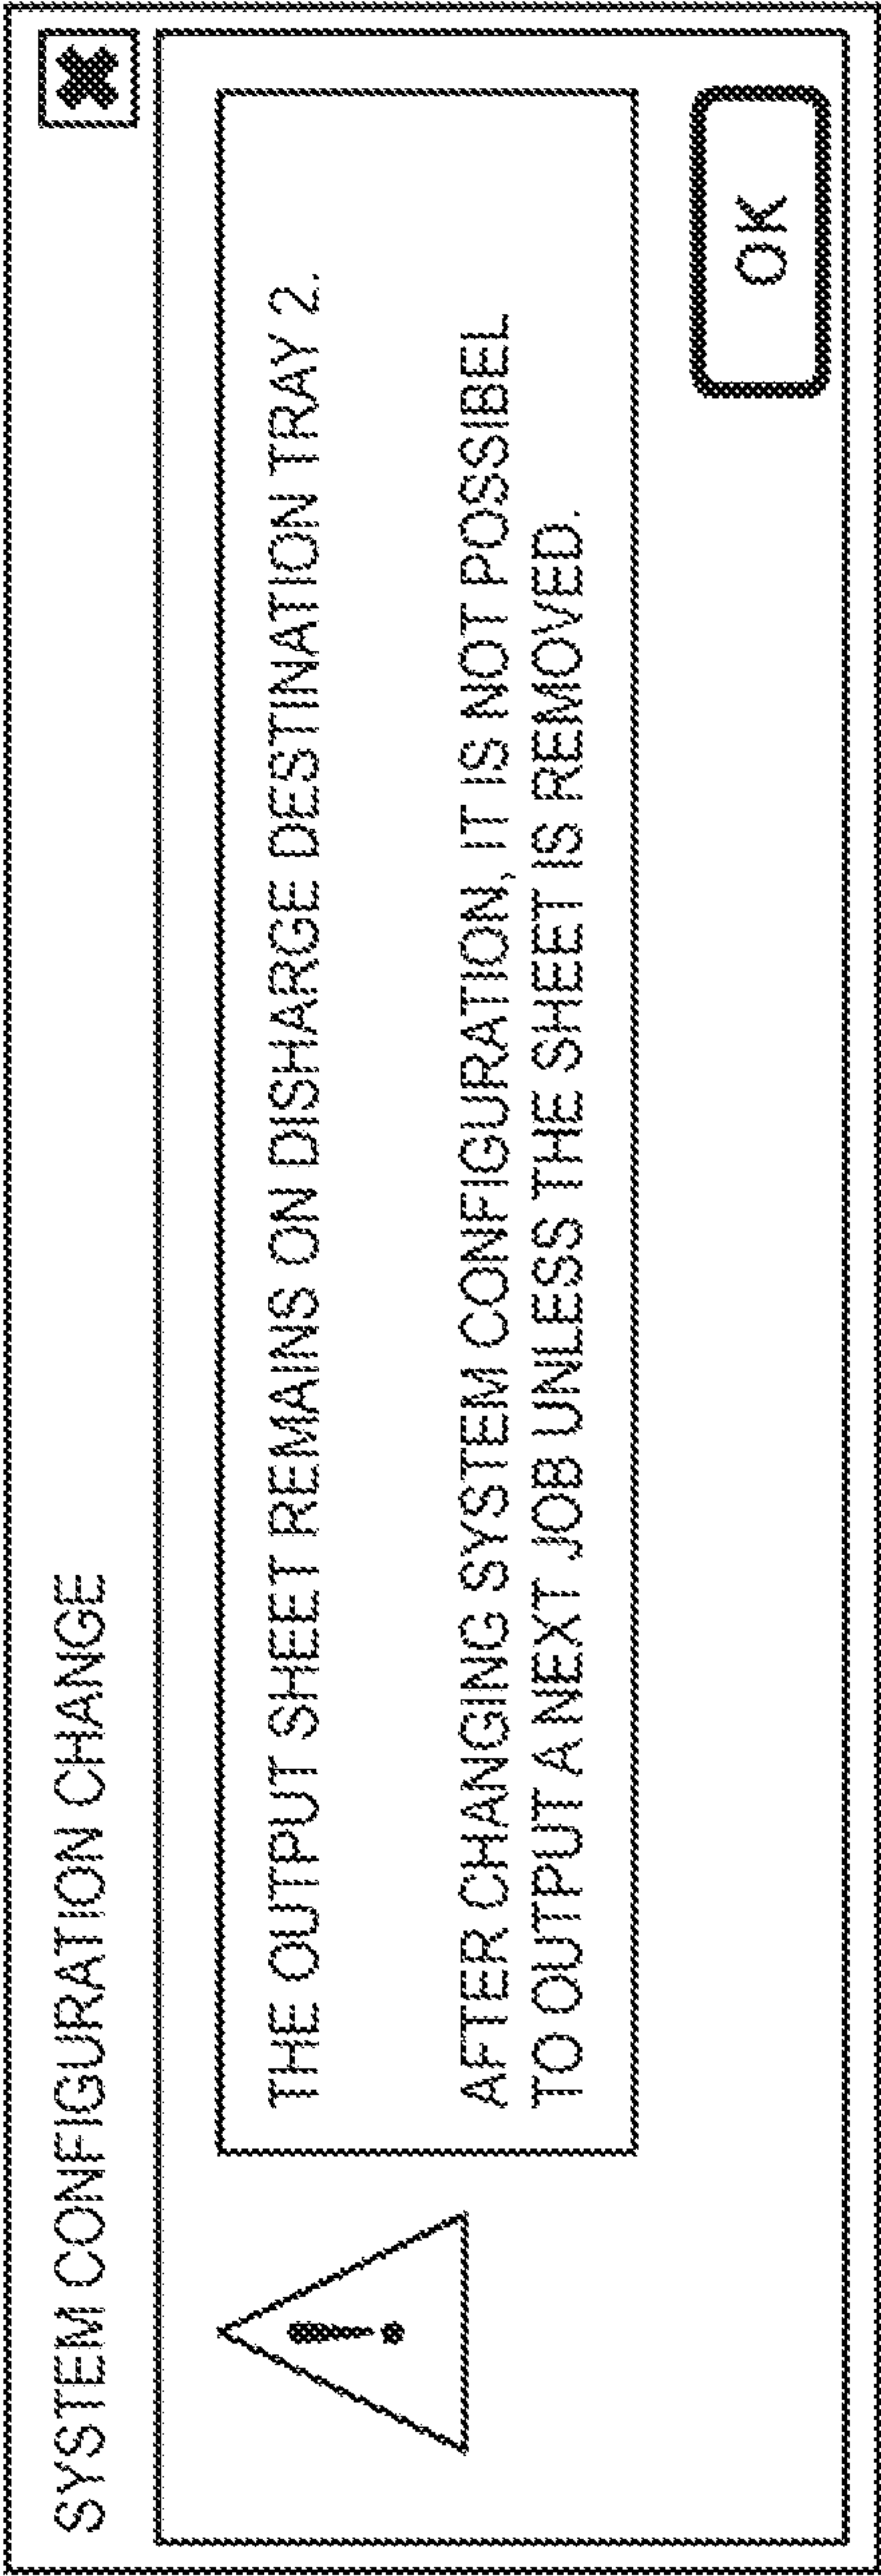 SYSTEM CONFIGURATION CHANGE
THE OUTPUT SHEET REMAINS ON DISHARGE DESTINATION TRAY 2.
AFTER CHANGING SYSTEM CONFIGURATION, IT IS NOT POSSIBEL
TO OUTPUT A NEXT JOB UNLESS THE SHEET IS REMOVED.
OK